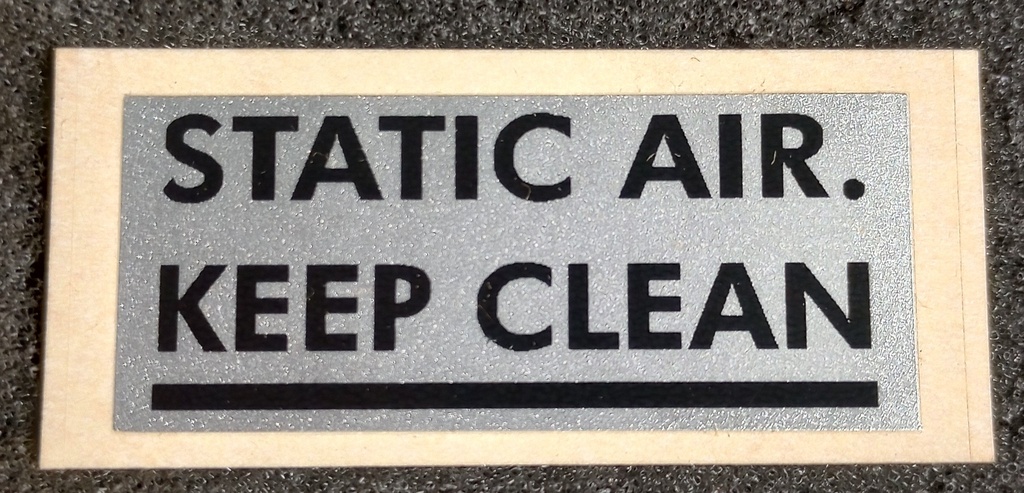 STATIC AIR.
KEEP CLEAN